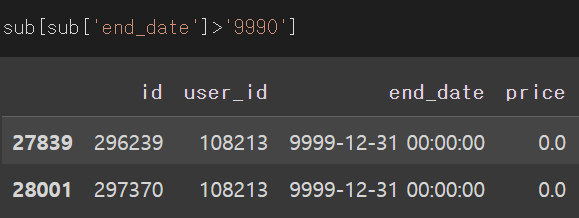 sub[sub['end_date']>'9990']
id user_id end_date price
27839 296239 108213 9999-12-31 00:00:00 0.0
28001 297370 108213 9999-12-31 00:00:00 0.0